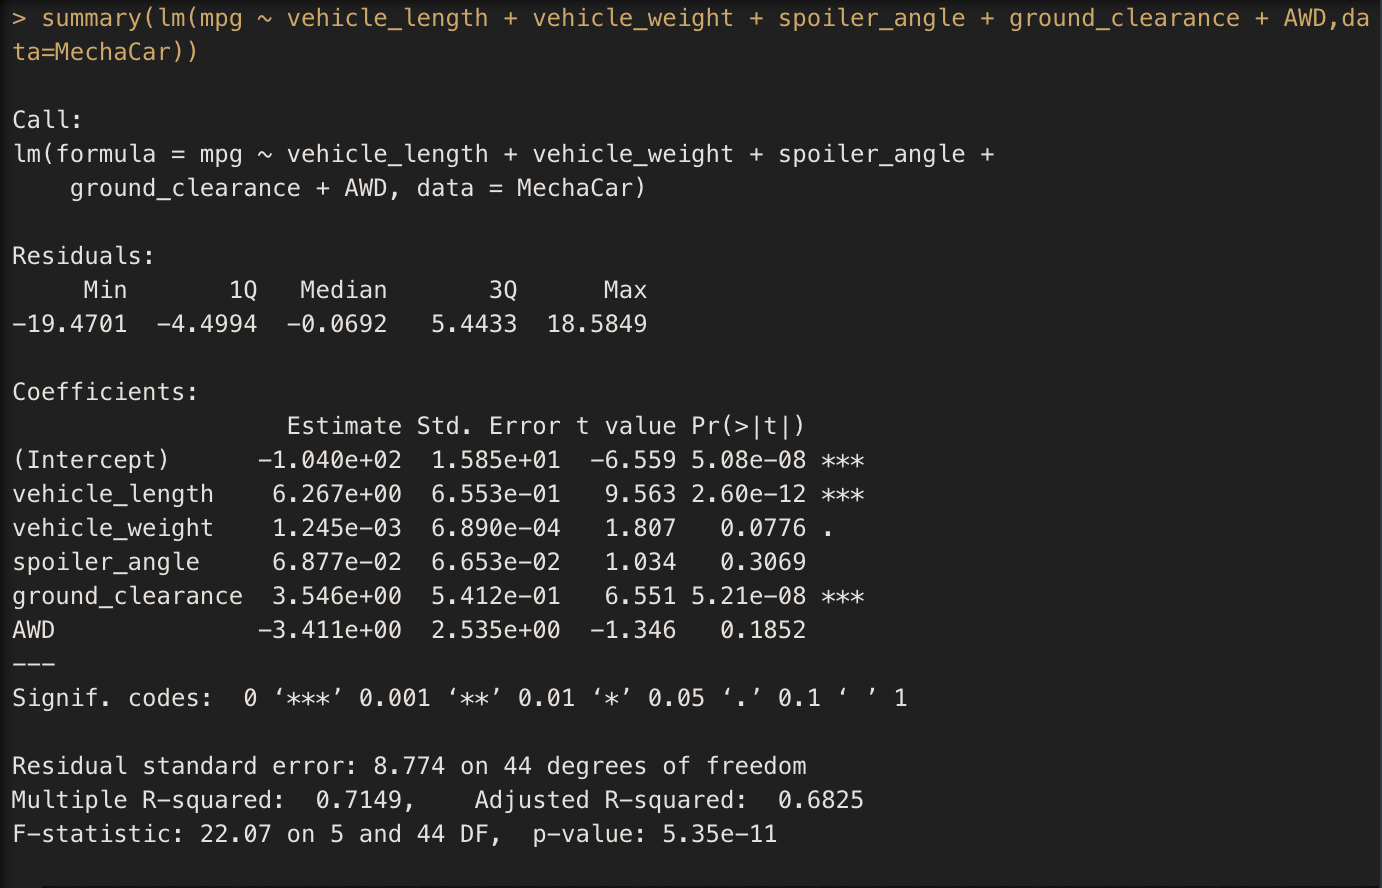 > summary(lm(mpg ~ vehicle_length + vehicle_weight + spoiler_angle + ground_clearance + AWD,da
ta=MechaCar))
Call:
lm(formula = mpg ~ vehicle_length + vehicle_weight + spoiler_angle +
    ground_clearance + AWD, data = MechaCar)
Residuals:
     Min       1Q   Median       3Q      Max
-19.4701  -4.4994  -0.0692   5.4433  18.5849
Coefficients:
                   Estimate Std. Error t value Pr(>|t|)
(Intercept)      -1.040e+02  1.585e+01  -6.559 5.08e-08 ***
vehicle_length    6.267e+00  6.553e-01   9.563 2.60e-12 ***
vehicle_weight    1.245e-03  6.890e-04   1.807   0.0776 .
spoiler_angle     6.877e-02  6.653e-02   1.034   0.3069
ground_clearance  3.546e+00  5.412e-01   6.551 5.21e-08 ***
AWD              -3.411e+00  2.535e+00  -1.346   0.1852
---
Signif. codes:  0 ‘***’ 0.001 ‘**’ 0.01 ‘*’ 0.05 ‘.’ 0.1 ‘ ’ 1
Residual standard error: 8.774 on 44 degrees of freedom
Multiple R-squared:  0.7149,    Adjusted R-squared:  0.6825
F-statistic: 22.07 on 5 and 44 DF,  p-value: 5.35e-11